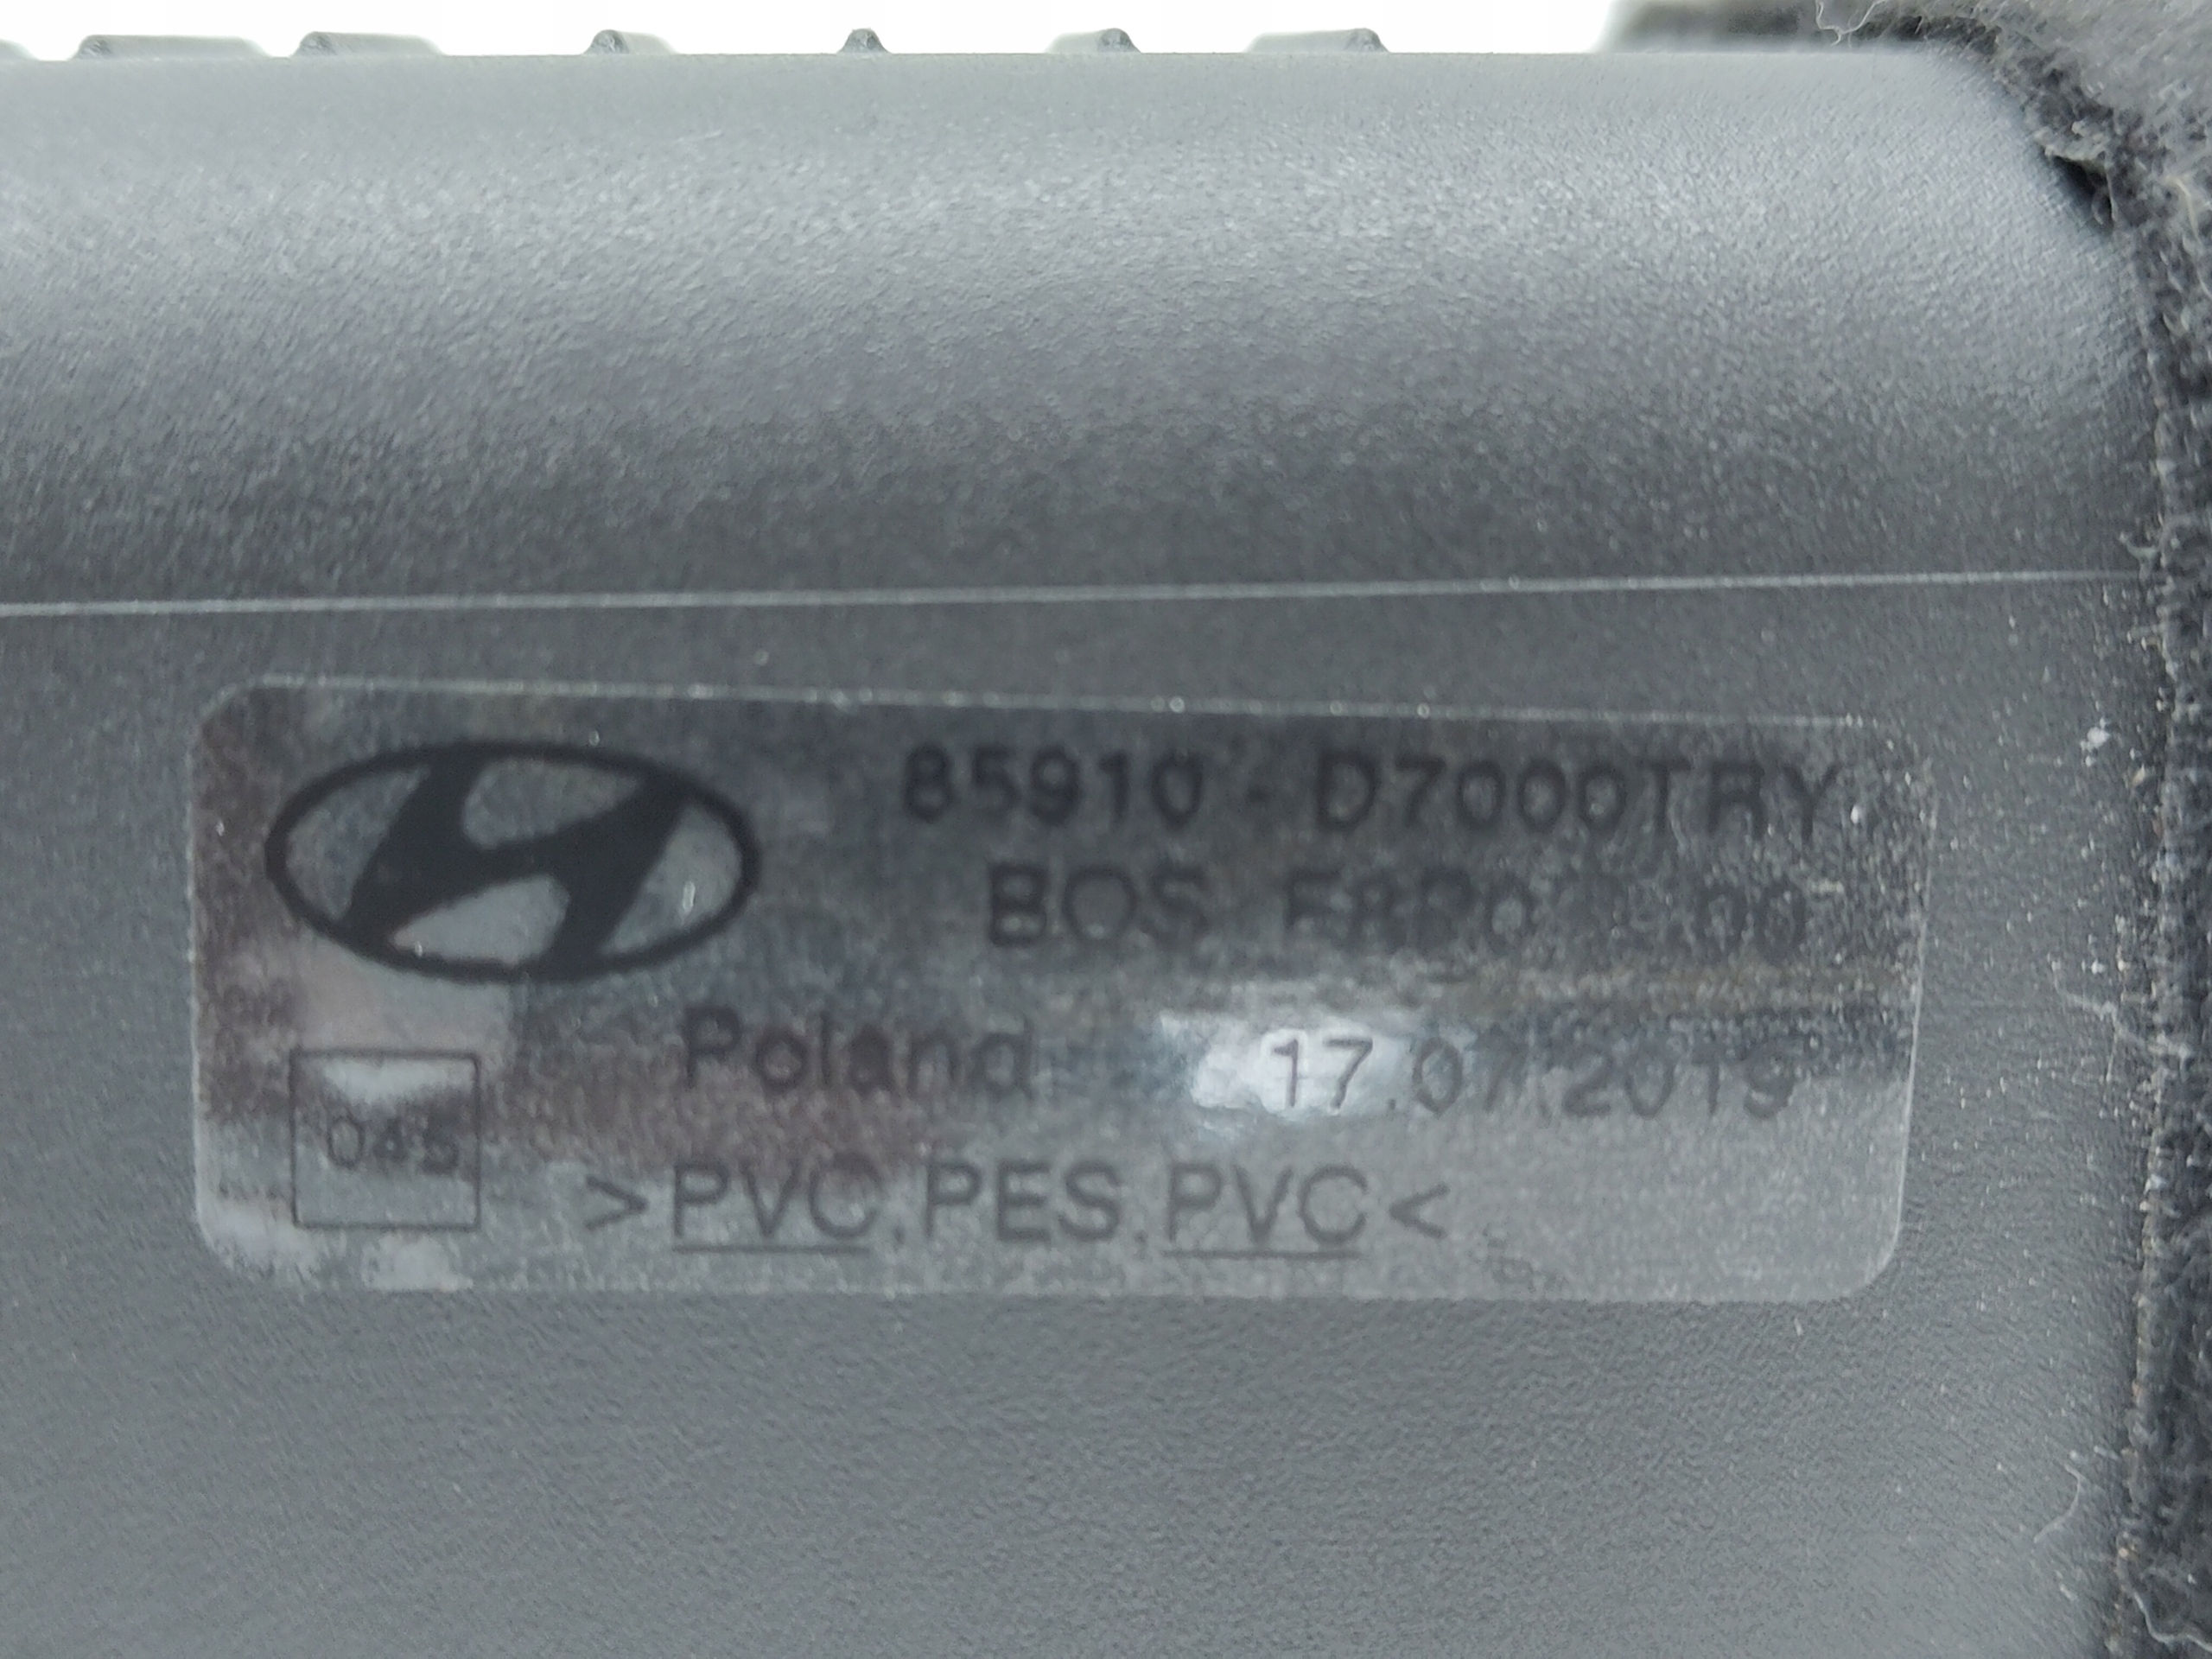 85910 - D7000TRY
BOS
Poland 17.07.2019
045
>PVC,PES,PVC<